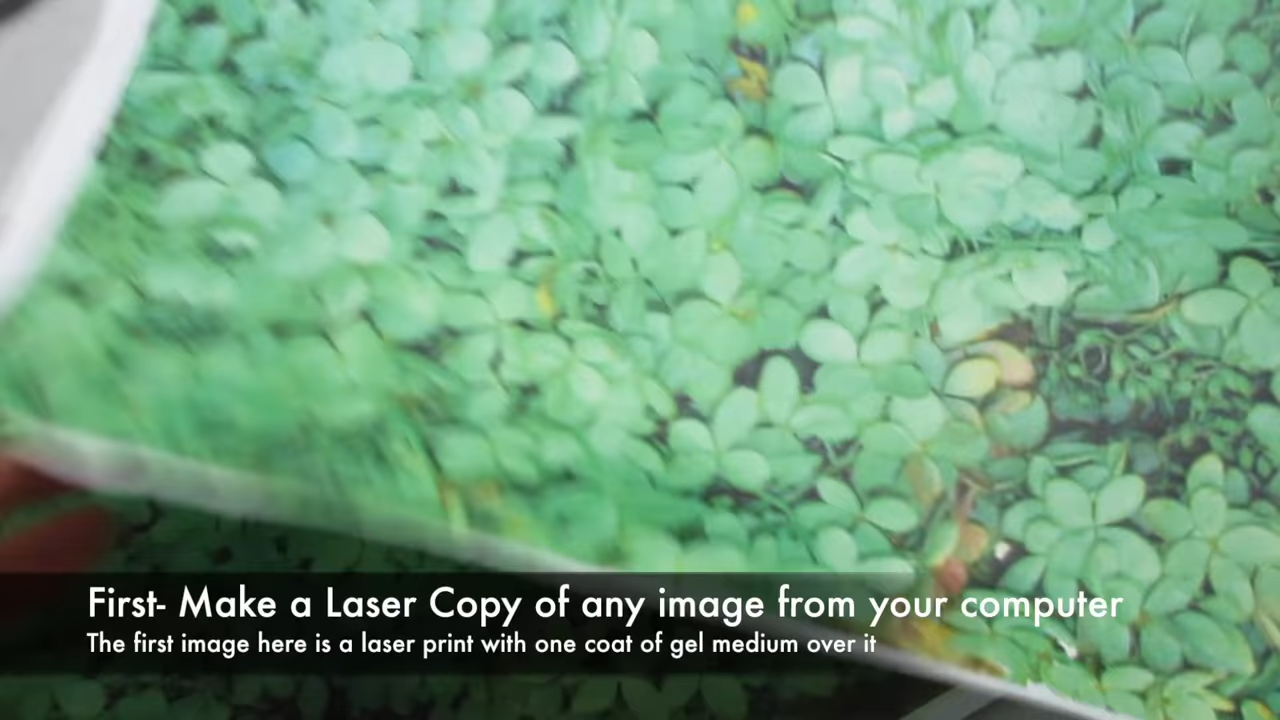 First- Make a Laser Copy of any image from your computer
The first image here is a laser print with one coat of gel medium over it